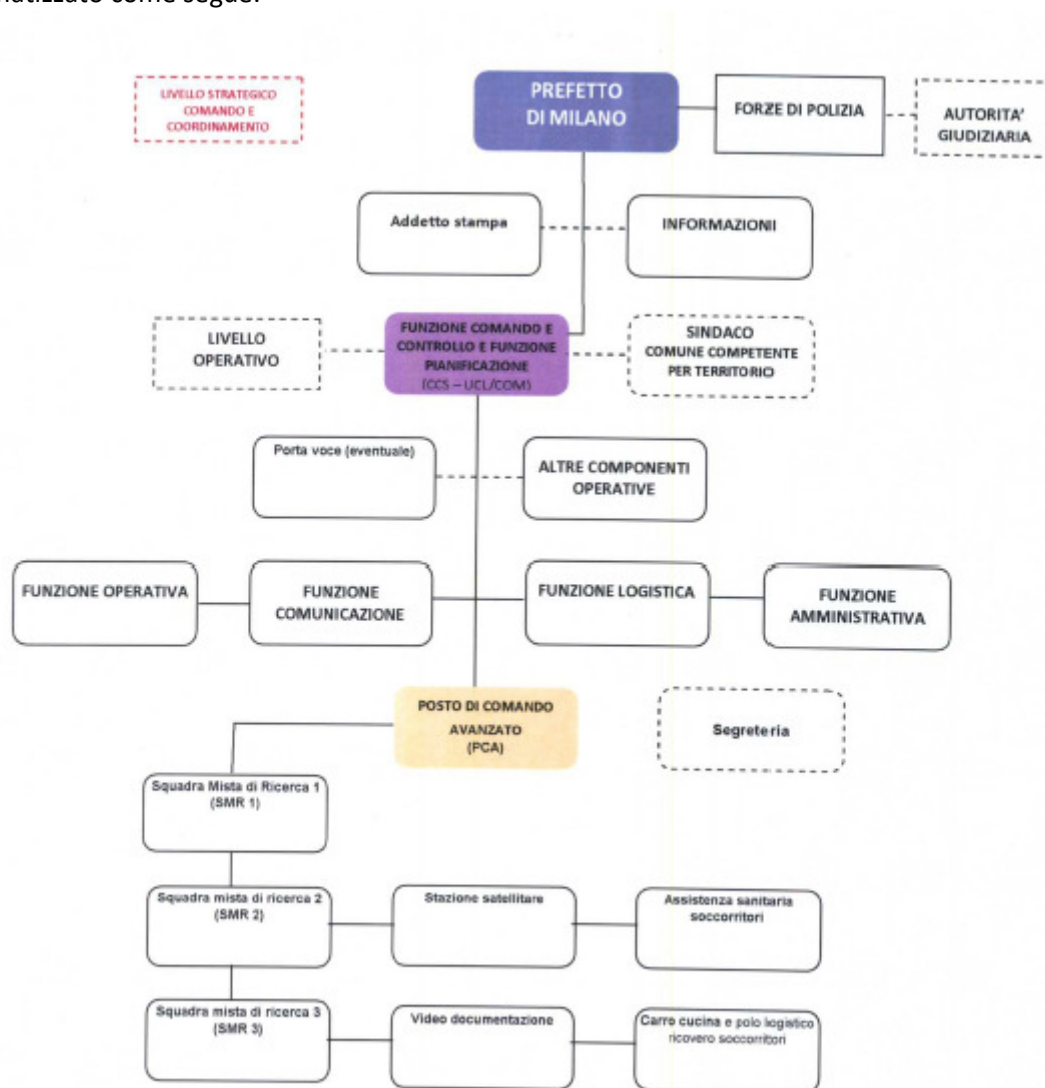 come segue:
LIVELLO STRATEGICO
COMANDO E
COORDINAMENTO
PREFETTO
DI MILANO
FORZE DI POLIZIA
AUTORITA'
GIUDIZIARIA
Addetto stampa
INFORMAZIONI
LIVELLO
OPERATIVO
FUNZIONE COMANDO E
CONTROLLO E FUNZIONE
PIANIFICAZIONE
(CCS – UCL/COM)
SINDACO
COMUNE COMPETENTE
PER TERRITORIO
Porta voce (eventuale)
ALTRE COMPONENTI
OPERATIVE
FUNZIONE OPERATIVA
FUNZIONE
COMUNICAZIONE
FUNZIONE LOGISTICA
FUNZIONE
AMMINISTRATIVA
POSTO DI COMANDO
AVANZATO
(PCA)
Segreteria
Squadra Mista di Ricerca 1
(SMR 1)
Squadra mista di ricerca 2
(SMR 2)
Stazione satellitare
Assistenza sanitaria
soccorritori
Squadra mista di ricerca 3
(SMR 3)
Video documentazione
Carro cucina e polo logistico
ricovero soccorritori